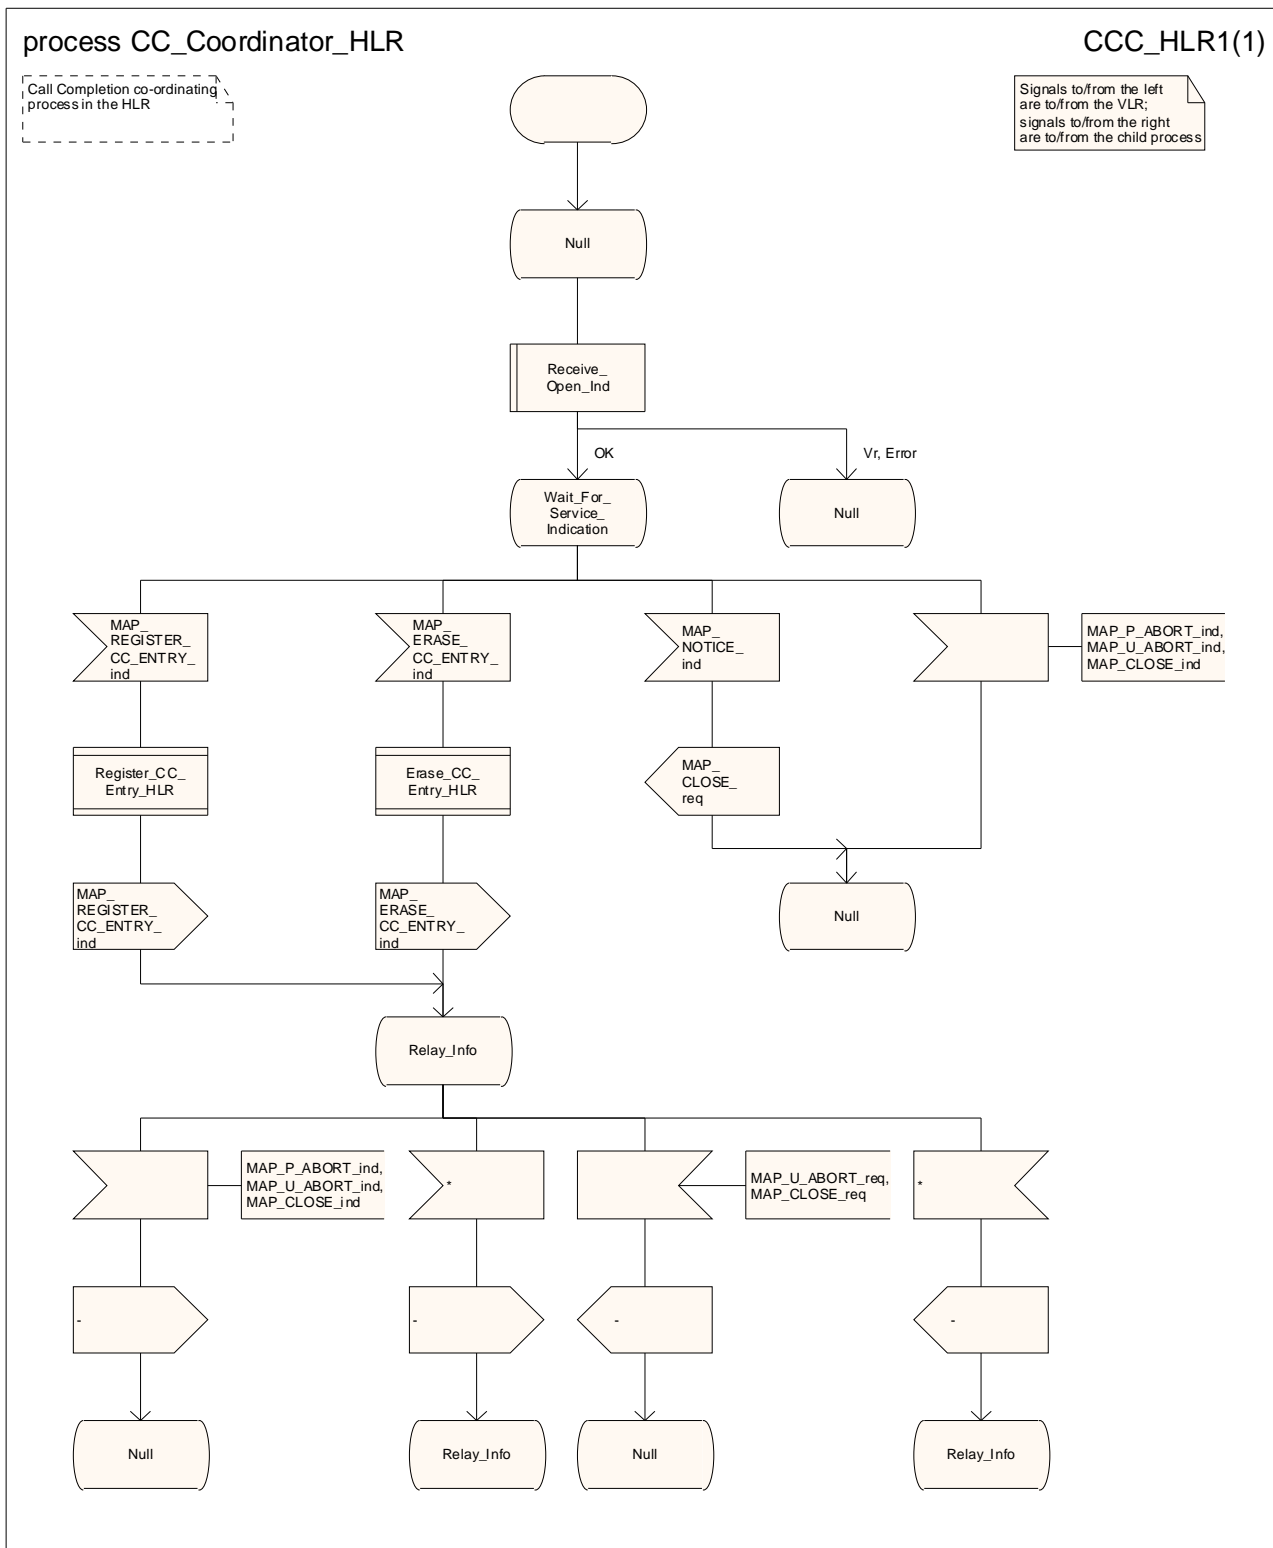 process CC_Coordinator_HLR
CCC_HLR1(1)
Call Completion co-ordinating
process in the HLR
Signals to/from the left
are to/from the VLR;
signals to/from the right
are to/from the child process
Null
Receive_
Open_Ind
OK
Vr, Error
Wait_For_
Service_
Indication
Null
MAP_
REGISTER_
CC_ENTRY_
ind
MAP_
ERASE_
CC_ENTRY_
ind
MAP_
NOTICE_
ind
MAP_P_ABORT_ind,
MAP_U_ABORT_ind,
MAP_CLOSE_ind
Register_CC_
Entry_HLR
Erase_CC_
Entry_HLR
MAP_
CLOSE_
req
MAP_
REGISTER_
CC_ENTRY_
ind
MAP_
ERASE_
CC_ENTRY_
ind
Null
Relay_Info
MAP_P_ABORT_ind,
MAP_U_ABORT_ind,
MAP_CLOSE_ind
*
MAP_U_ABORT_req,
MAP_CLOSE_req
*
-
-
-
-
Null
Relay_Info
Null
Relay_Info